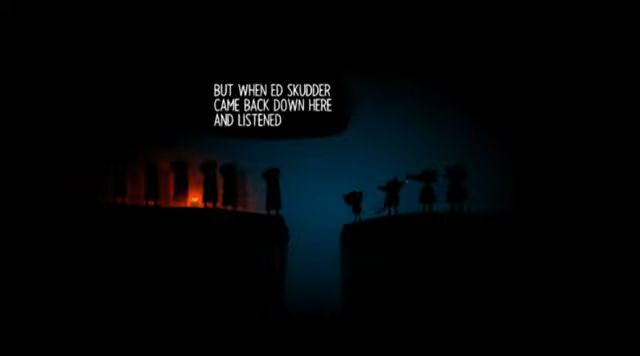 BUT WHEN ED SKUDDER
CAME BACK DOWN HERE
AND LISTENED